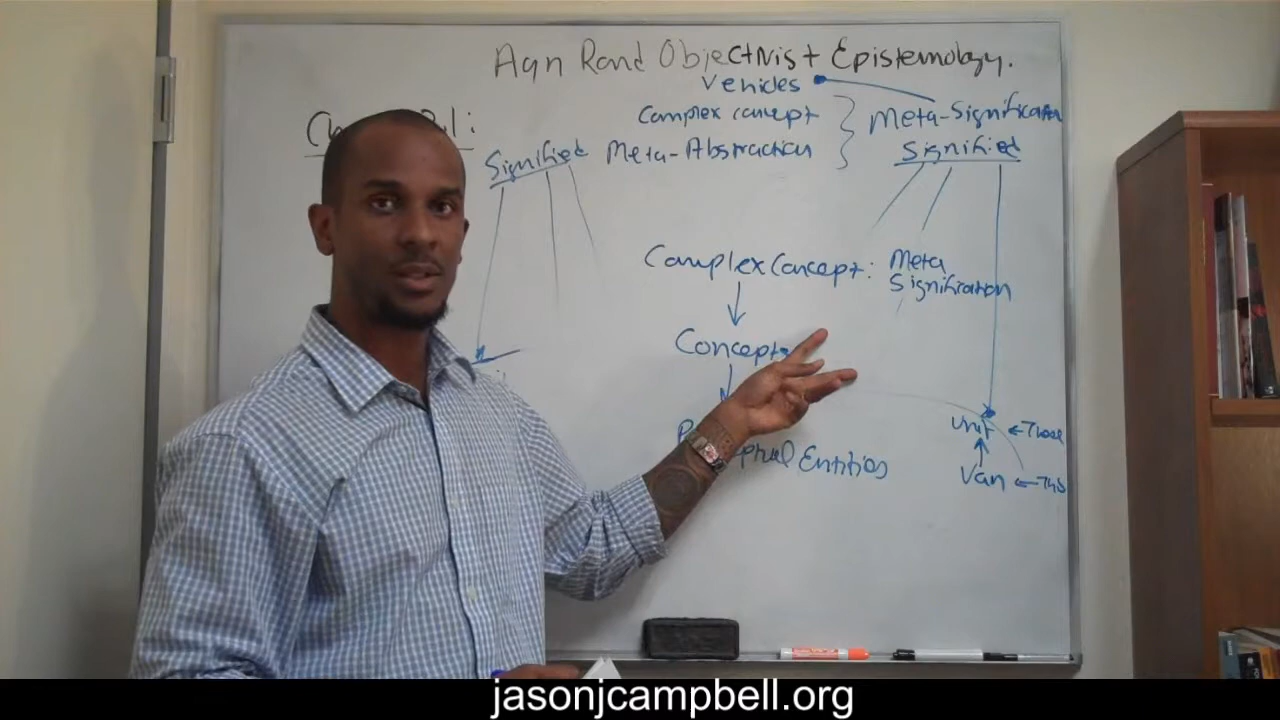 Ayn Rand Objectivist Epistemology.
Vehicles
Complex concept
Meta-Abstraction
Meta-Signification
Signified
Signified
Complex Concept: Meta Signification
Concepts
Entities
Unit
Van
jasonjcampbell.org